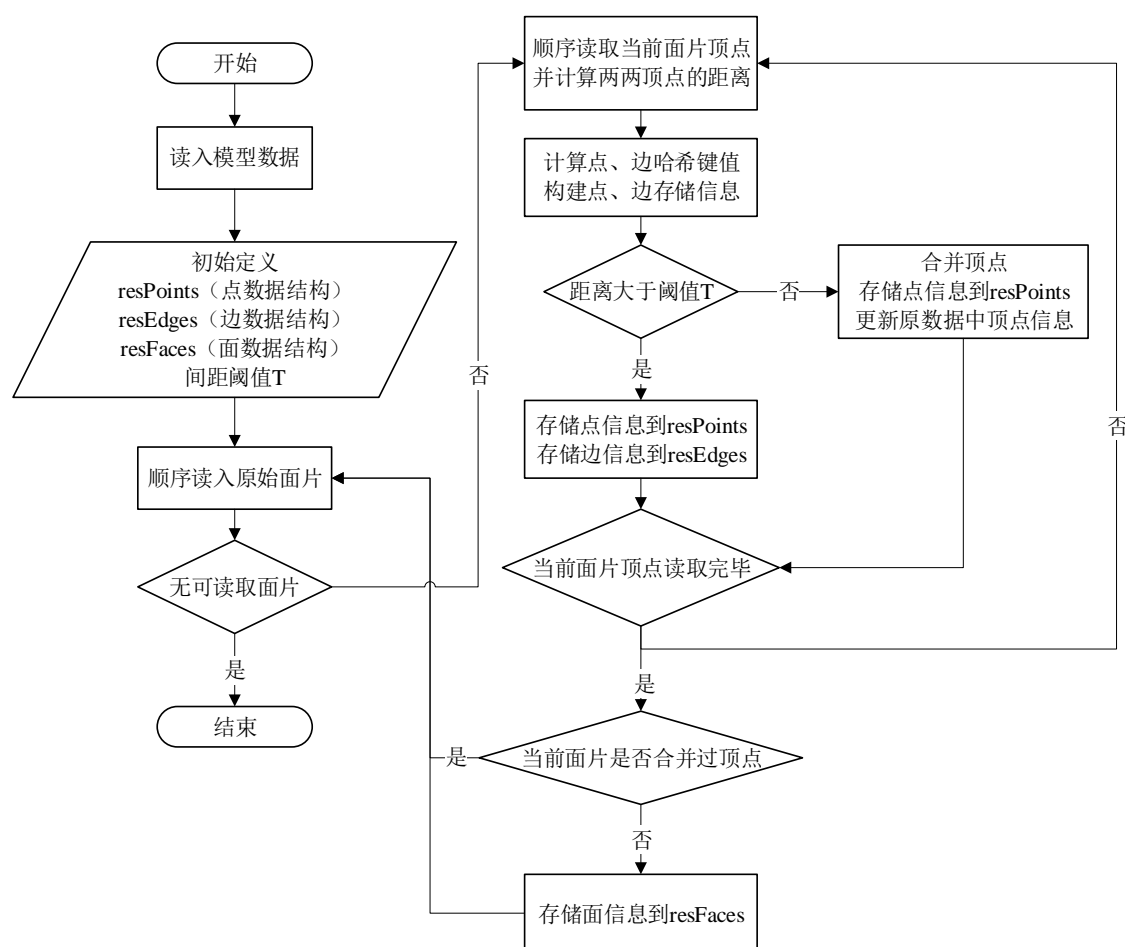 开始
读入模型数据
初始定义
resPoints（点数据结构）
resEdges（边数据结构）
resFaces（面数据结构）
间距阈值T
顺序读入原始面片
无可读取面片
是
结束
否
顺序读取当前面片顶点
并计算两两顶点的距离
计算点、边哈希键值
构建点、边存储信息
距离大于阈值T
否
合并顶点
存储点信息到resPoints
更新原数据中顶点信息
是
存储点信息到resPoints
存储边信息到resEdges
当前面片顶点读取完毕
否
是
当前面片是否合并过顶点
是
否
存储面信息到resFaces